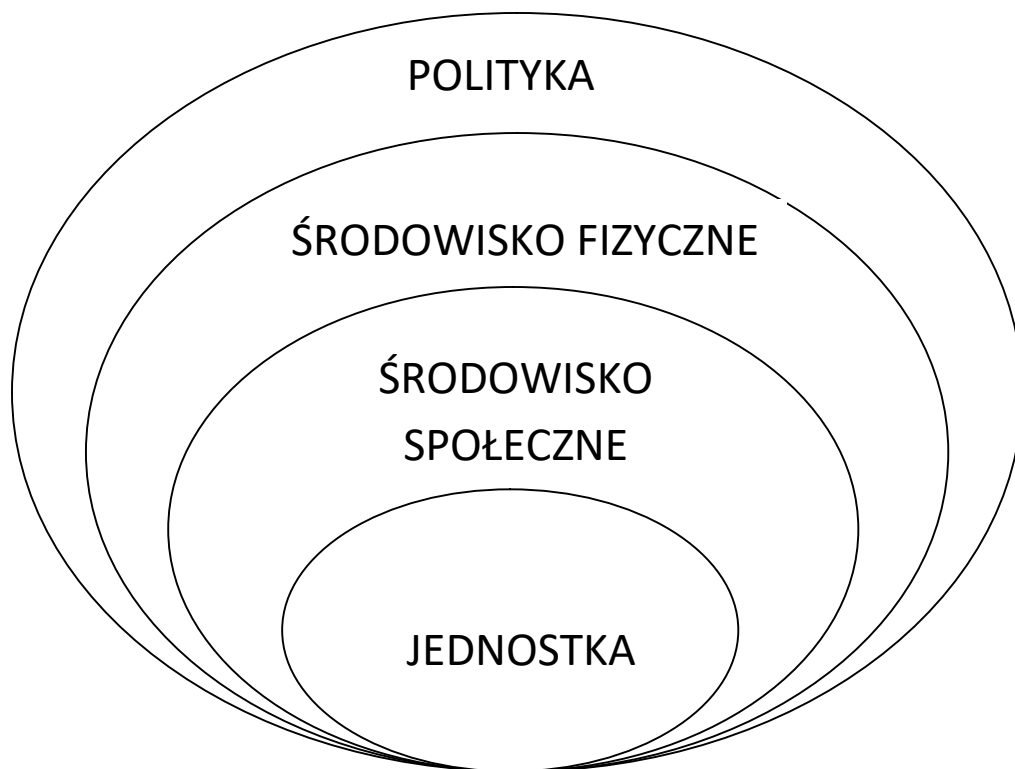 POLITYKA
ŚRODOWISKO FIZYCZNE
ŚRODOWISKO
SPOŁECZNE
JEDNOSTKA